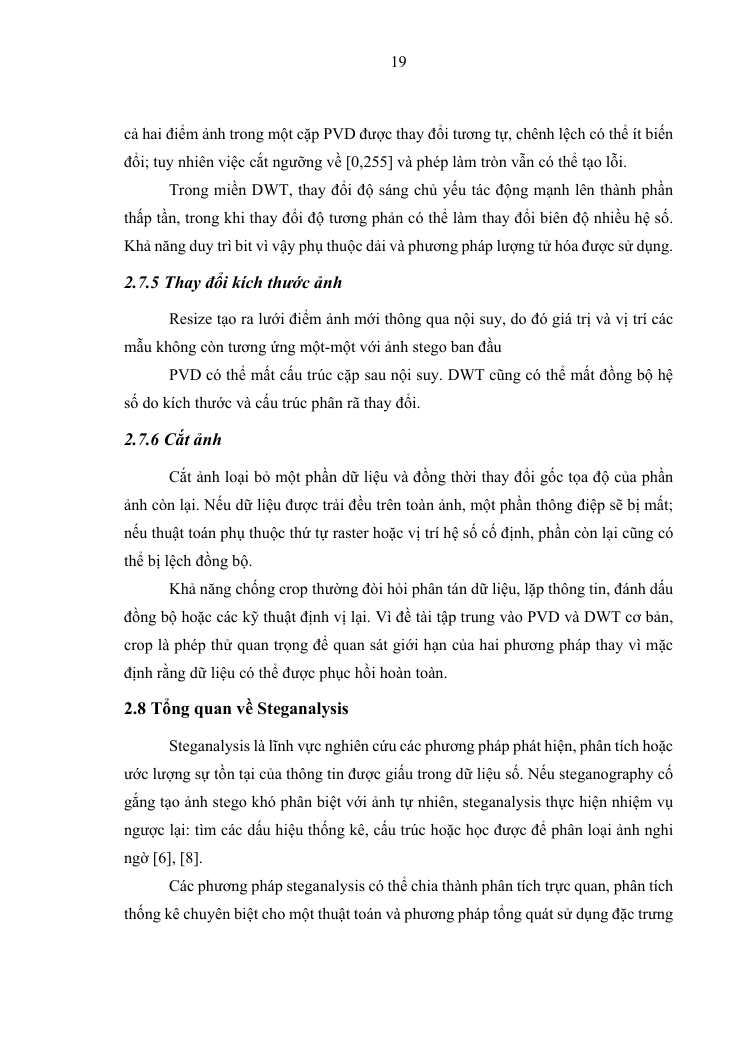 19
cả hai điểm ảnh trong một cặp PVD được thay đổi tương tự, chênh lệch có thể ít biến
đổi; tuy nhiên việc cắt ngưỡng về [0,255] và phép làm tròn vẫn có thể tạo lỗi.
Trong miền DWT, thay đổi độ sáng chủ yếu tác động mạnh lên thành phần
thấp tần, trong khi thay đổi độ tương phản có thể làm thay đổi biên độ nhiều hệ số.
Khả năng duy trì bit vì vậy phụ thuộc dải và phương pháp lượng tử hóa được sử dụng.
2.7.5 Thay đổi kích thước ảnh
Resize tạo ra lưới điểm ảnh mới thông qua nội suy, do đó giá trị và vị trí các
mẫu không còn tương ứng một-một với ảnh stego ban đầu
PVD có thể mất cấu trúc cặp sau nội suy. DWT cũng có thể mất đồng bộ hệ
số do kích thước và cấu trúc phân rã thay đổi.
2.7.6 Cắt ảnh
Cắt ảnh loại bỏ một phần dữ liệu và đồng thời thay đổi gốc tọa độ của phần
ảnh còn lại. Nếu dữ liệu được trải đều trên toàn ảnh, một phần thông điệp sẽ bị mất;
nếu thuật toán phụ thuộc thứ tự raster hoặc vị trí hệ số cố định, phần còn lại cũng có
thể bị lệch đồng bộ.
Khả năng chống crop thường đòi hỏi phân tán dữ liệu, lặp thông tin, đánh dấu
đồng bộ hoặc các kỹ thuật định vị lại. Vì đề tài tập trung vào PVD và DWT cơ bản,
crop là phép thử quan trọng để quan sát giới hạn của hai phương pháp thay vì mặc
định rằng dữ liệu có thể được phục hồi hoàn toàn.
2.8 Tổng quan về Steganalysis
Steganalysis là lĩnh vực nghiên cứu các phương pháp phát hiện, phân tích hoặc
ước lượng sự tồn tại của thông tin được giấu trong dữ liệu số. Nếu steganography cố
gắng tạo ảnh stego khó phân biệt với ảnh tự nhiên, steganalysis thực hiện nhiệm vụ
ngược lại: tìm các dấu hiệu thống kê, cấu trúc hoặc học được để phân loại ảnh nghi
ngờ [6], [8].
Các phương pháp steganalysis có thể chia thành phân tích trực quan, phân tích
thống kê chuyên biệt cho một thuật toán và phương pháp tổng quát sử dụng đặc trưng